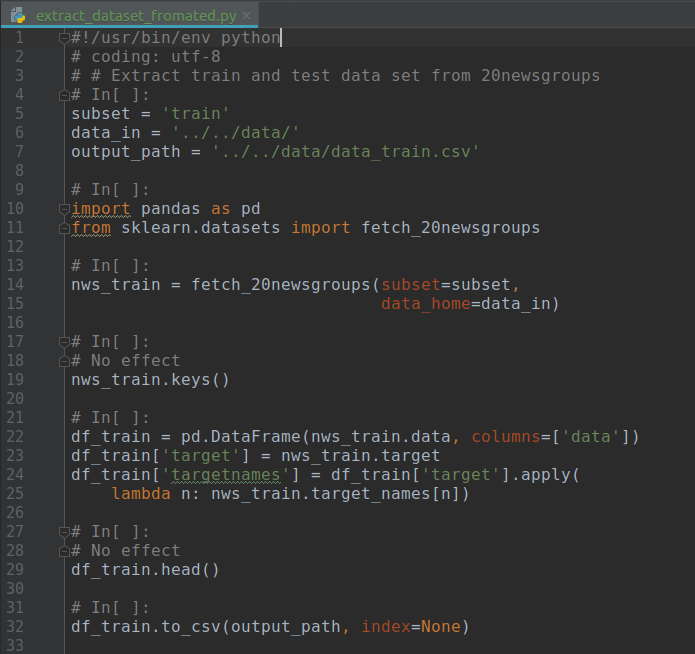 extract_dataset_fromated.py ×
1 #!/usr/bin/env python
2 # coding: utf-8
3 # # Extract train and test data set from 20newsgroups
4 # In[ ]:
5 subset = 'train'
6 data_in = '../../data/'
7 output_path = '../../data/data_train.csv'
8
9 # In[ ]:
10 import pandas as pd
11 from sklearn.datasets import fetch_20newsgroups
12
13 # In[ ]:
14 nws_train = fetch_20newsgroups(subset=subset,
15                                data_home=data_in)
16
17 # In[ ]:
18 # No effect
19 nws_train.keys()
20
21 # In[ ]:
22 df_train = pd.DataFrame(nws_train.data, columns=['data'])
23 df_train['target'] = nws_train.target
24 df_train['targetnames'] = df_train['target'].apply(
25     lambda n: nws_train.target_names[n])
26
27 # In[ ]:
28 # No effect
29 df_train.head()
30
31 # In[ ]:
32 df_train.to_csv(output_path, index=None)
33